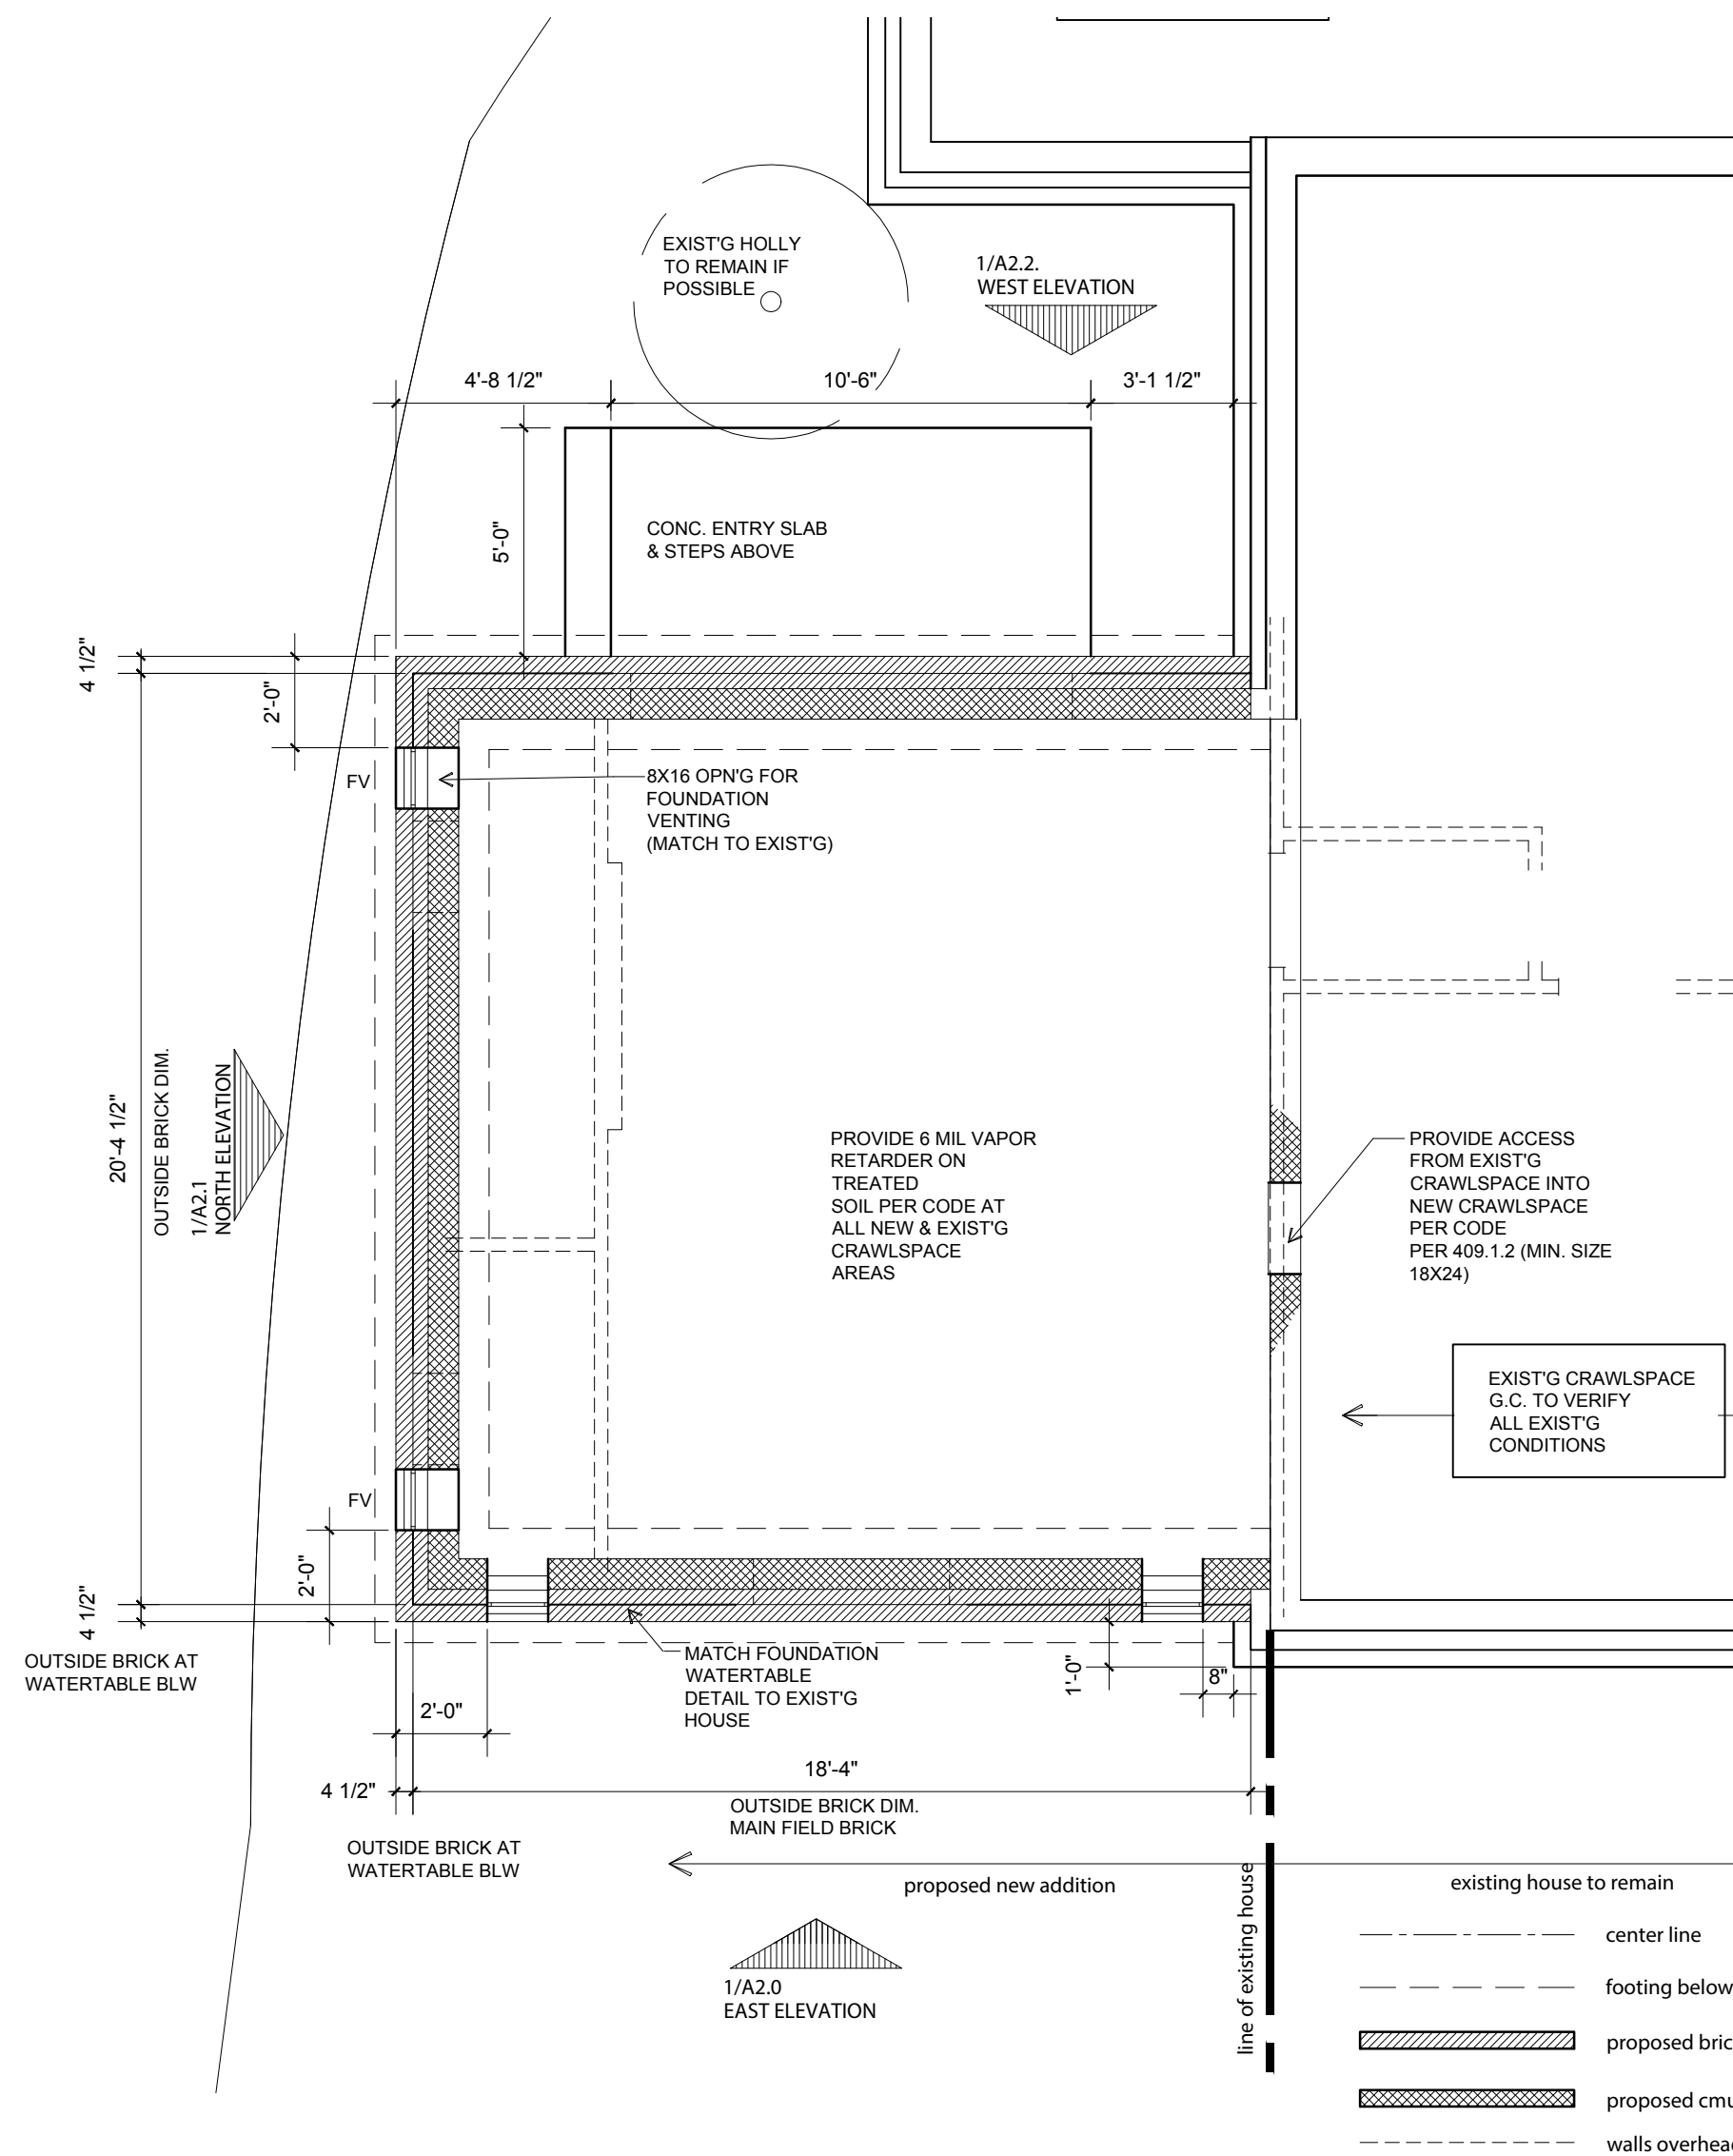 EXIST'G HOLLY
TO REMAIN IF
POSSIBLE
1/A2.2.
WEST ELEVATION
4'-8 1/2"
10'-6"
3'-1 1/2"
5'-0"
CONC. ENTRY SLAB
& STEPS ABOVE
4 1/2"
2'-0"
FV
8X16 OPN'G FOR
FOUNDATION
VENTING
(MATCH TO EXIST'G)
20'-4 1/2"
OUTSIDE BRICK DIM.
1/A2.1
NORTH ELEVATION
PROVIDE 6 MIL VAPOR
RETARDER ON
TREATED
SOIL PER CODE AT
ALL NEW & EXIST'G
CRAWLSPACE
AREAS
PROVIDE ACCESS
FROM EXIST'G
CRAWLSPACE INTO
NEW CRAWLSPACE
PER CODE
PER 409.1.2 (MIN. SIZE
18X24)
EXIST'G CRAWLSPACE
G.C. TO VERIFY
ALL EXIST'G
CONDITIONS
FV
2'-0"
4 1/2"
OUTSIDE BRICK AT
WATERTABLE BLW
MATCH FOUNDATION
WATERTABLE
DETAIL TO EXIST'G
HOUSE
1'-0"
8"
2'-0"
4 1/2"
18'-4"
OUTSIDE BRICK DIM.
MAIN FIELD BRICK
OUTSIDE BRICK AT
WATERTABLE BLW
proposed new addition
line of existing house
existing house to remain
1/A2.0
EAST ELEVATION
center line
footing below
proposed bric
proposed cmu
walls overhead